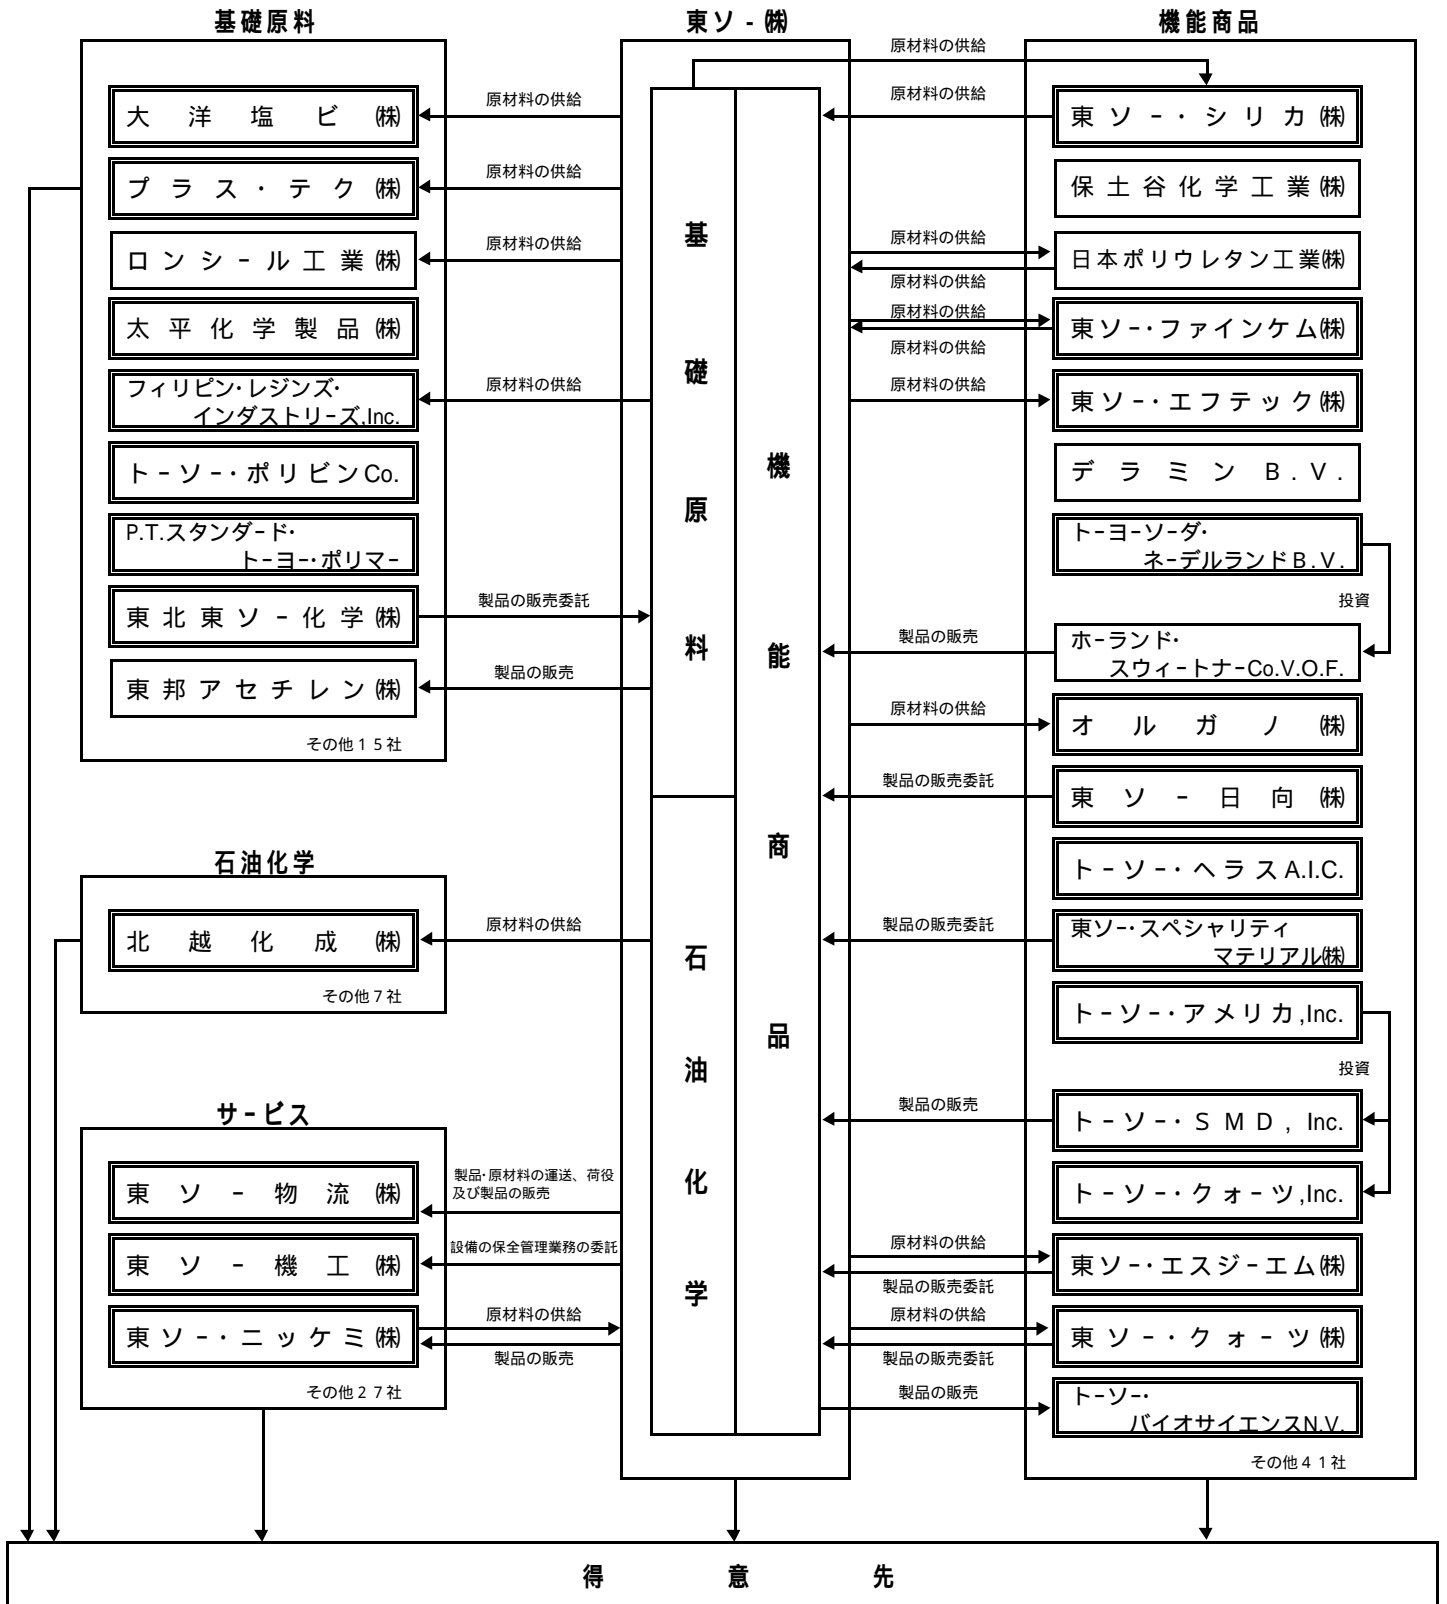 基礎原料
大洋塩ビ㈱
プラス・テク㈱
ロンシ-ル工業㈱
太平化学製品㈱
フィリピン・レジンズ・
インダストリ-ズ,Inc.
ト-ソ-・ポリビンCo.
P.T.スタンダ-ド・
ト-ヨ-・ポリマ-
東北東ソ-化学㈱
東邦アセチレン㈱
その他15社
石油化学
北越化成㈱
その他7社
サ-ビス
東ソ-物流㈱
東ソ-機工㈱
東ソ-・ニッケミ㈱
その他27社
原材料の供給
原材料の供給
原材料の供給
原材料の供給
製品の販売委託
製品の販売
原材料の供給
製品・原材料の運送、荷役
及び製品の販売
設備の保全管理業務の委託
原材料の供給
製品の販売
東ソ-㈱
基礎原料
石油化学
機能商品
原材料の供給
原材料の供給
原材料の供給
原材料の供給
原材料の供給
原材料の供給
原材料の供給
製品の販売
原材料の供給
製品の販売委託
製品の販売委託
製品の販売
原材料の供給
製品の販売委託
原材料の供給
製品の販売委託
製品の販売
機能商品
東ソ-・シリカ㈱
保土谷化学工業㈱
日本ポリウレタン工業㈱
東ソ-・ファインケム㈱
東ソ-・エフテック㈱
デラミンB.V.
ト-ヨ-ソ-ダ・
ネ-デルランドB.V.
投資
ホ-ランド・
スウィ-トナ-Co.V.O.F.
オルガノ㈱
東ソ-日向㈱
ト-ソ-・ヘラスA.I.C.
東ソ-・スペシャリティ
マテリアル㈱
ト-ソ-・アメリカ,Inc.
投資
ト-ソ-・SMD, Inc.
ト-ソ-・クォ-ツ,Inc.
東ソ-・エスジ-エム㈱
東ソ-・クォ-ツ㈱
ト-ソ-・
バイオサイエンスN.V.
その他41社
得意先